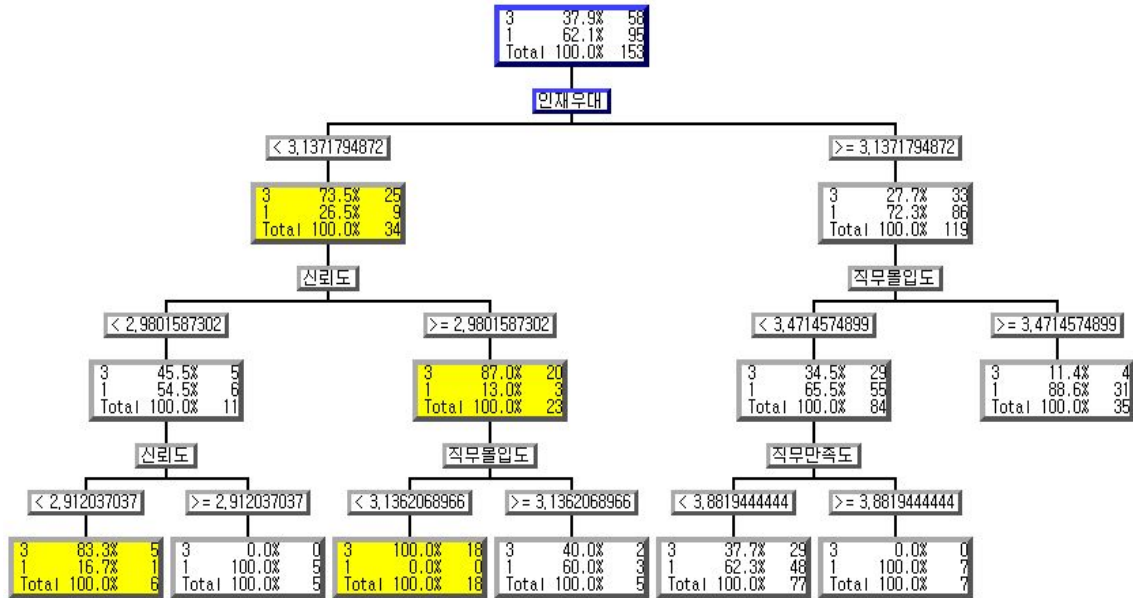 3 37.9% 58
1 62.1% 95
Total 100.0% 153
인재우대
< 3,1371794872
>= 3,1371794872
3 73.5% 25
1 26.5% 9
Total 100.0% 34
3 27.7% 33
1 72.3% 86
Total 100.0% 119
신뢰도
직무몰입도
< 2,9801587302
>= 2,9801587302
< 3,4714574899
>= 3,4714574899
3 45.5% 5
1 54.5% 6
Total 100.0% 11
3 87.0% 20
1 13.0% 3
Total 100.0% 23
3 34.5% 29
1 65.5% 55
Total 100.0% 84
3 11.4% 4
1 88.6% 31
Total 100.0% 35
신뢰도
직무몰입도
직무만족도
< 2,912037037
>= 2,912037037
< 3,1362068966
>= 3,1362068966
< 3,8819444444
>= 3,8819444444
3 83.3% 5
1 16.7% 1
Total 100.0% 6
3 0.0% 0
1 100.0% 5
Total 100.0% 5
3 100.0% 18
1 0.0% 0
Total 100.0% 18
3 40.0% 2
1 60.0% 3
Total 100.0% 5
3 37.7% 29
1 62.3% 48
Total 100.0% 77
3 0.0% 0
1 100.0% 7
Total 100.0% 7